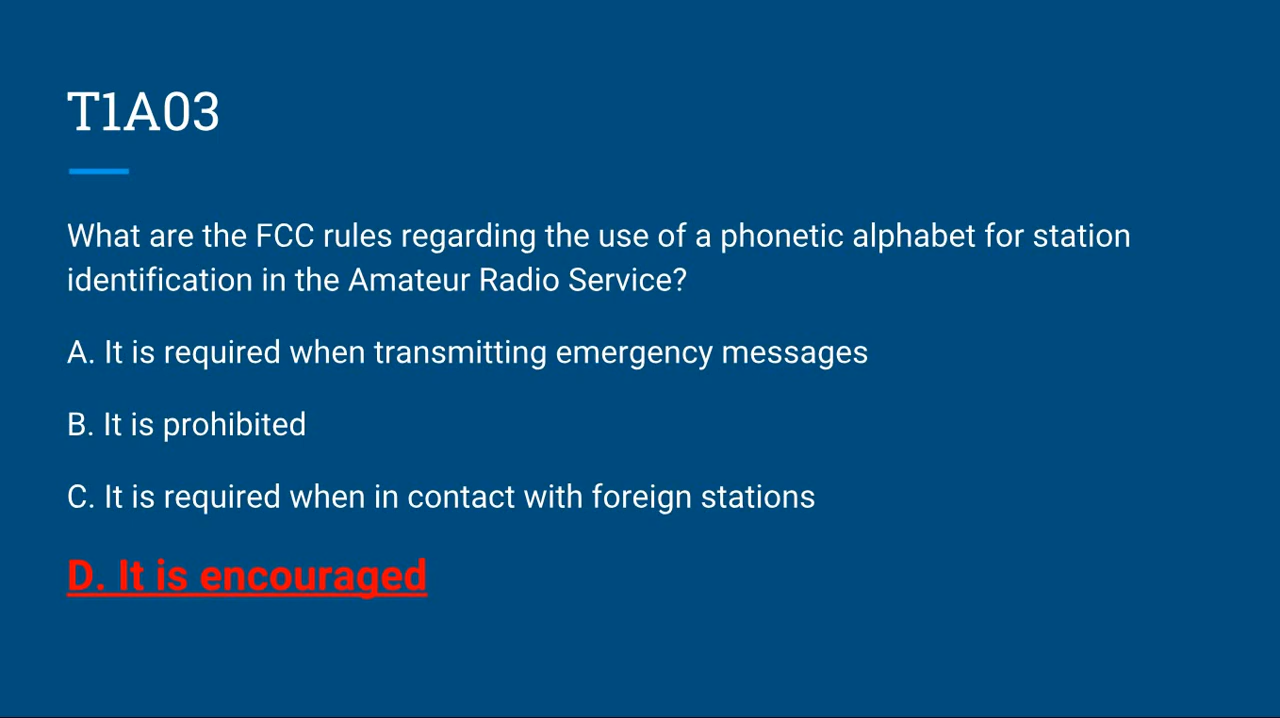 T1A03
What are the FCC rules regarding the use of a phonetic alphabet for station
identification in the Amateur Radio Service?
A. It is required when transmitting emergency messages
B. It is prohibited
C. It is required when in contact with foreign stations
D. It is encouraged